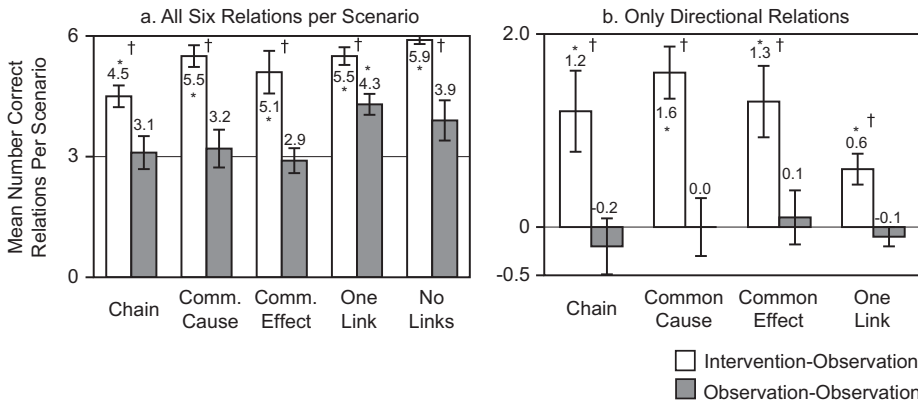 a. All Six Relations per Scenario
Mean Number Correct
Relations Per Scenario
6
3
0
* †
4.5
3.1
†
5.5
*
3.2
†
5.1
*
2.9
†
5.5
*
*
4.3
†
5.9
*
3.9
Chain
Comm.
Cause
Comm.
Effect
One
Link
No
Links
b. Only Directional Relations
2.0
0
-0.5
* †
1.2
-0.2
†
1.6
*
0.0
* †
1.3
0.1
* †
0.6
-0.1
Chain
Common
Cause
Common
Effect
One
Link
Intervention-Observation
Observation-Observation